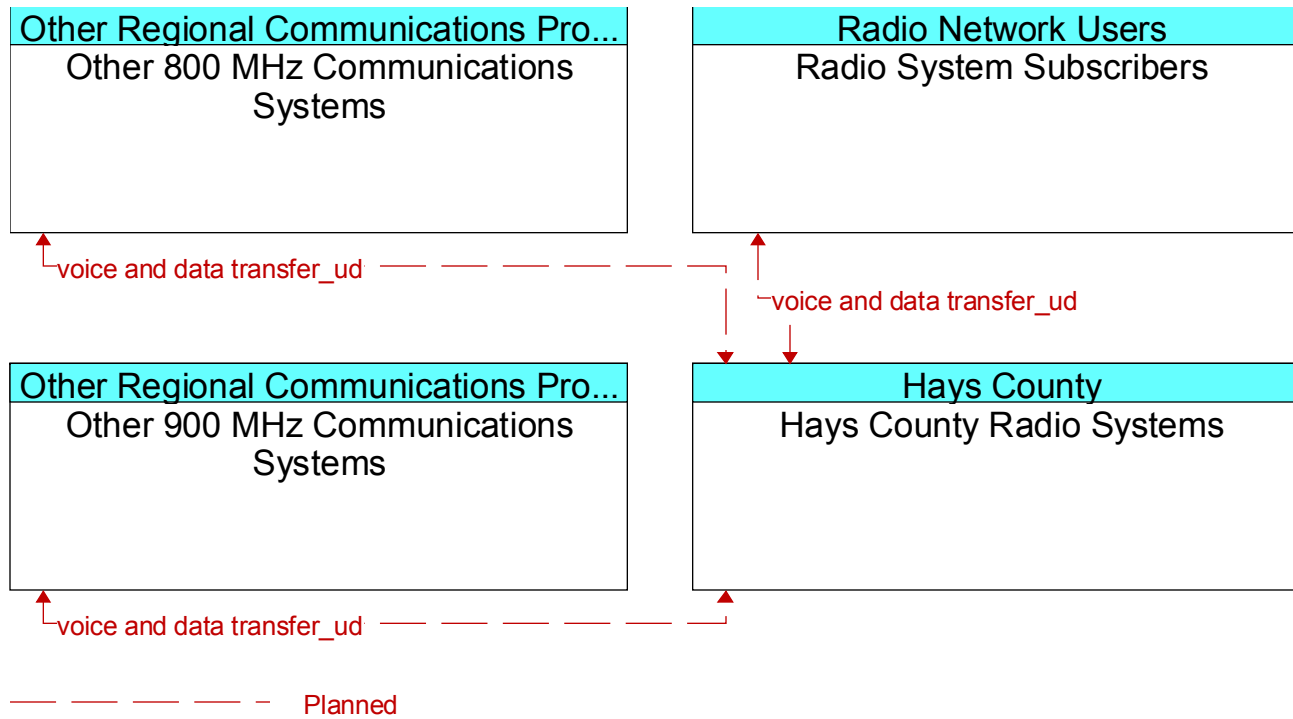 Other Regional Communications Pro...
Other 800 MHz Communications
Systems
Radio Network Users
Radio System Subscribers
voice and data transfer_ud
voice and data transfer_ud
Other Regional Communications Pro...
Other 900 MHz Communications
Systems
Hays County
Hays County Radio Systems
voice and data transfer_ud
Planned